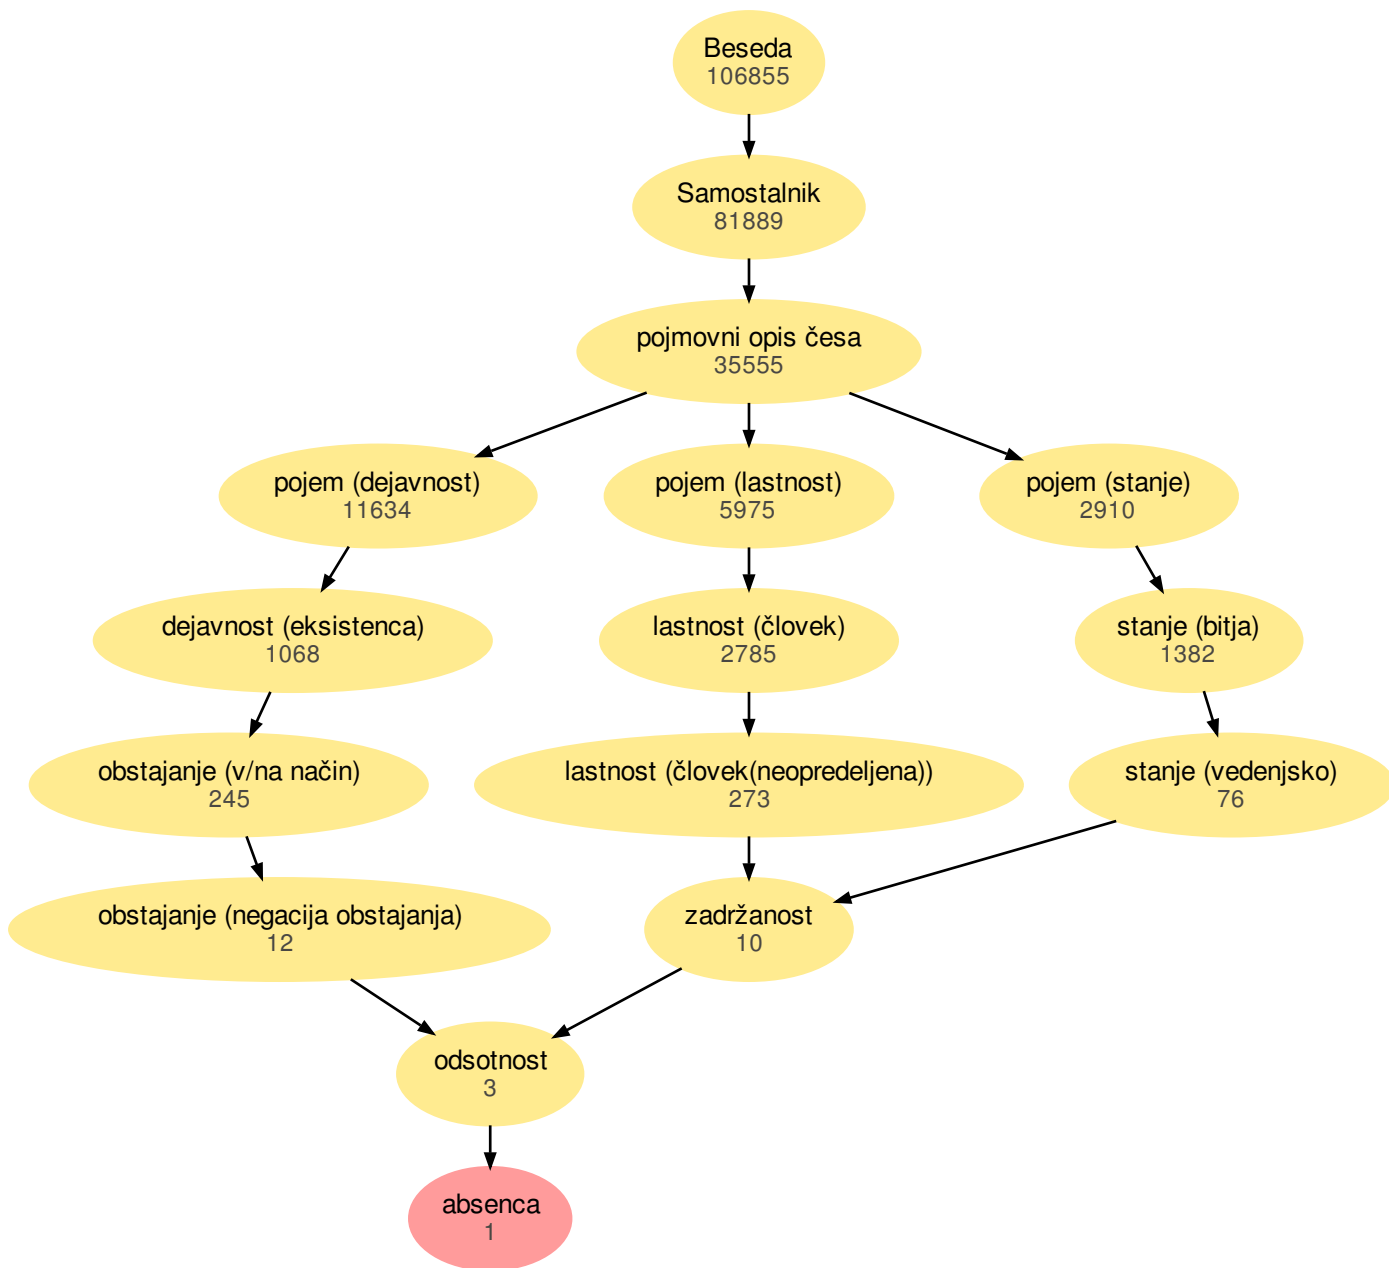 Beseda
106855
Samostalnik
81889
pojmovni opis česa
35555
pojem (dejavnost)
11634
pojem (lastnost)
5975
pojem (stanje)
2910
dejavnost (eksistenca)
1068
lastnost (človek)
2785
stanje (bitja)
1382
obstajanje (v/na način)
245
lastnost (človek(neopredeljena))
273
stanje (vedenjsko)
76
obstajanje (negacija obstajanja)
12
zadržanost
10
odsotnost
3
absenca
1